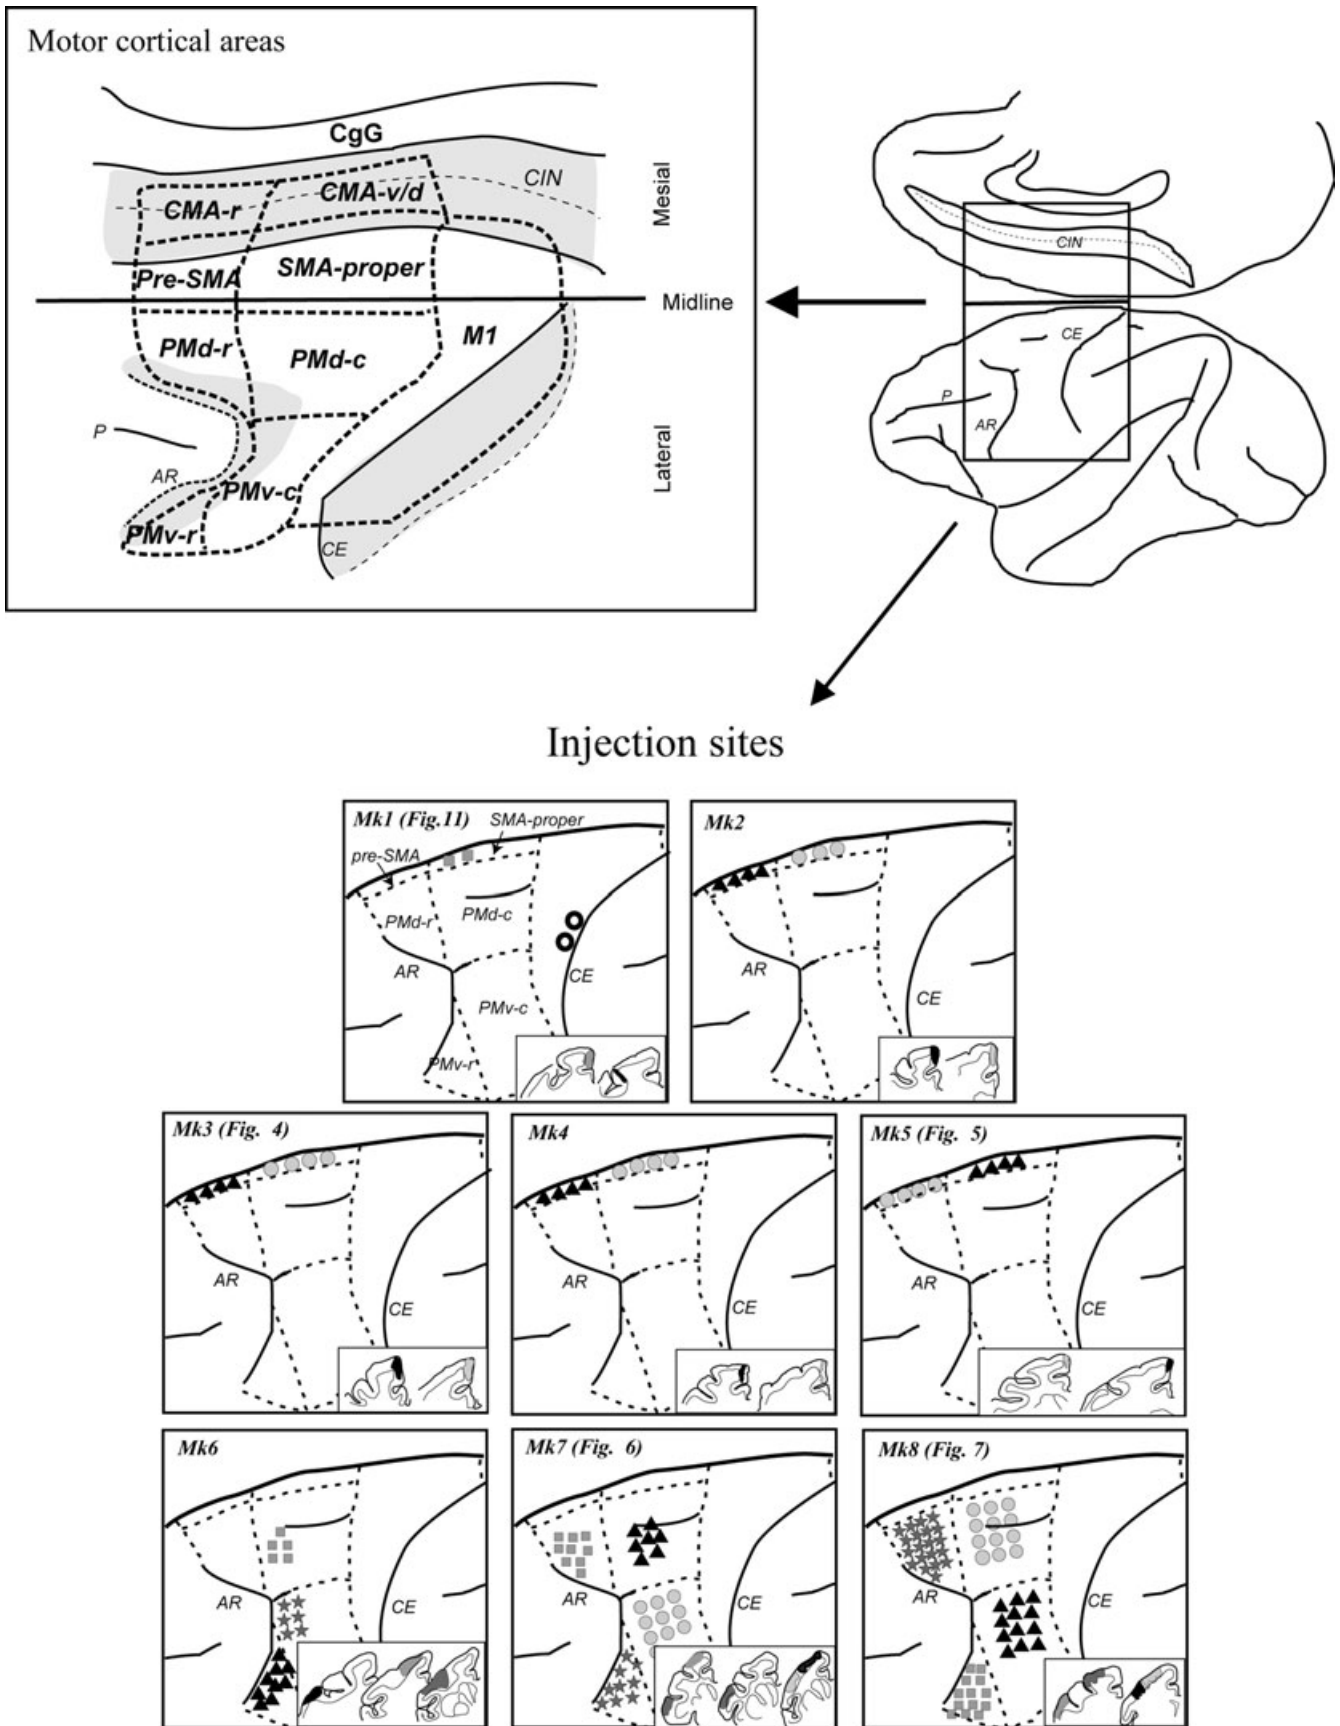 Motor cortical areas
CgG
CIN
CMA-r
CMA-v/d
Mesial
Pre-SMA
SMA-proper
Midline
PMd-r
PMd-c
M1
P
AR
PMv-c
PMv-r
CE
Lateral
CIN
CE
P
AR
Injection sites
Mk1 (Fig.11)
SMA-proper
pre-SMA
PMd-r
PMd-c
AR
CE
PMv-c
PMv-r
Mk2
AR
CE
Mk3 (Fig. 4)
AR
CE
Mk4
AR
CE
Mk5 (Fig. 5)
AR
CE
Mk6
AR
CE
Mk7 (Fig. 6)
AR
CE
Mk8 (Fig. 7)
AR
CE